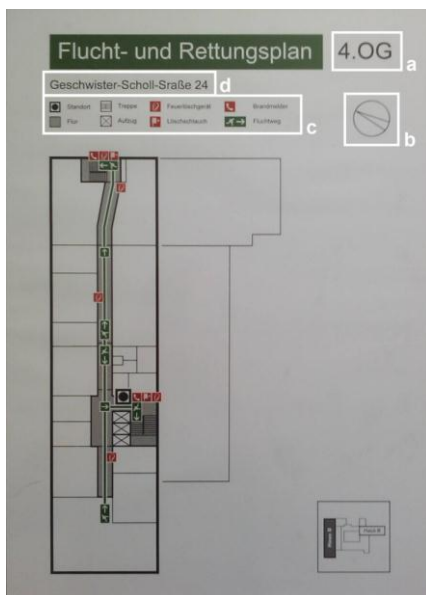 Flucht- und Rettungsplan
4.OG
a
Geschwister-Scholl-Sraße 24
d
Standort
Treppe
Feuerlöschgerät
Brandmelder
Flur
Aufzug
Löschschlauch
Fluchtweg
c
b